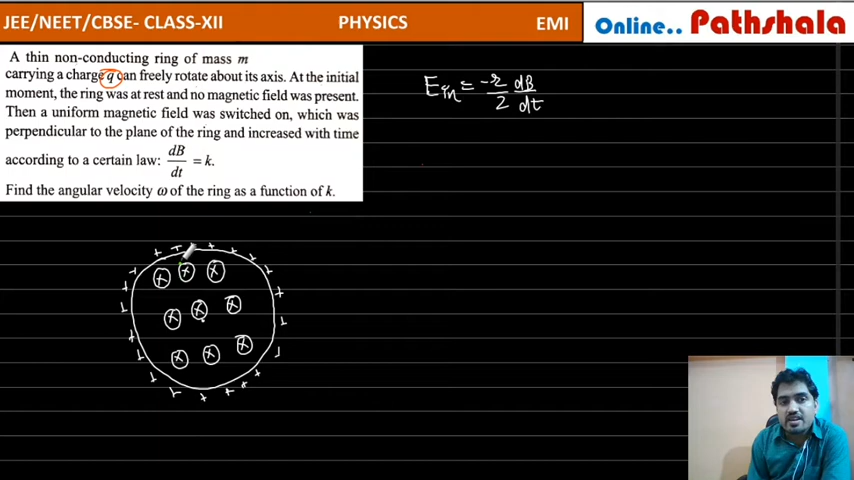 JEE/NEET/CBSE- CLASS-XII
PHYSICS
EMI
Online.. Pathshala
A thin non-conducting ring of mass m
carrying a charge q can freely rotate about its axis. At the initial
moment, the ring was at rest and no magnetic field was present.
Then a uniform magnetic field was switched on, which was
perpendicular to the plane of the ring and increased with time
according to a certain law: dB/dt = k.
Find the angular velocity ω of the ring as a function of k.
E_in = -r/2 dB/dt